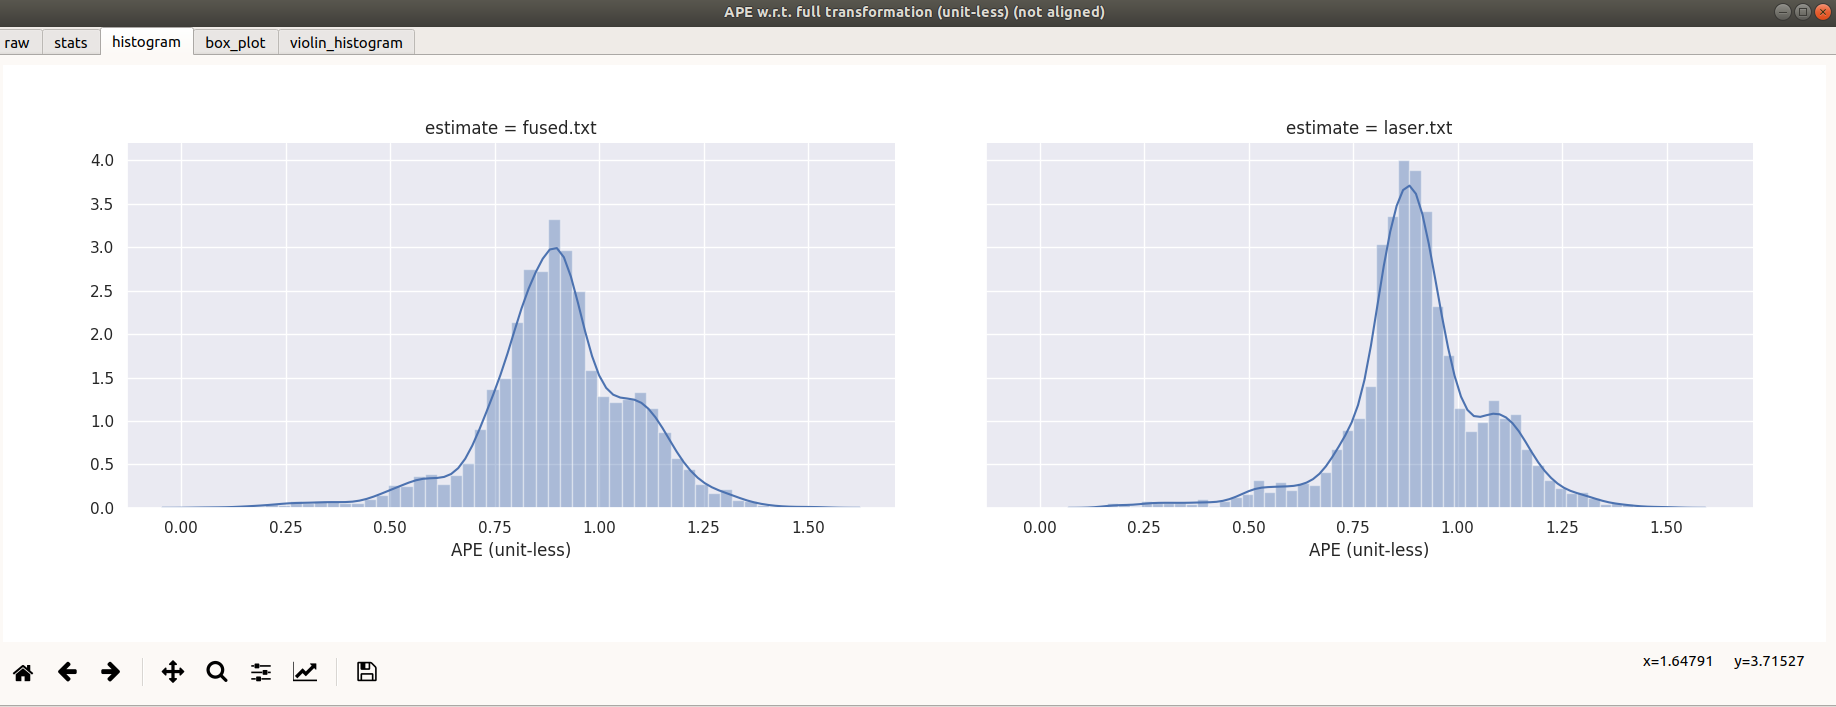 APE w.r.t. full transformation (unit-less) (not aligned)
raw stats histogram box_plot violin_histogram
estimate = fused.txt
4.0
3.5
3.0
2.5
2.0
1.5
1.0
0.5
0.0
0.00 0.25 0.50 0.75 1.00 1.25 1.50
APE (unit-less)
estimate = laser.txt
0.00 0.25 0.50 0.75 1.00 1.25 1.50
APE (unit-less)
x=1.64791 y=3.71527